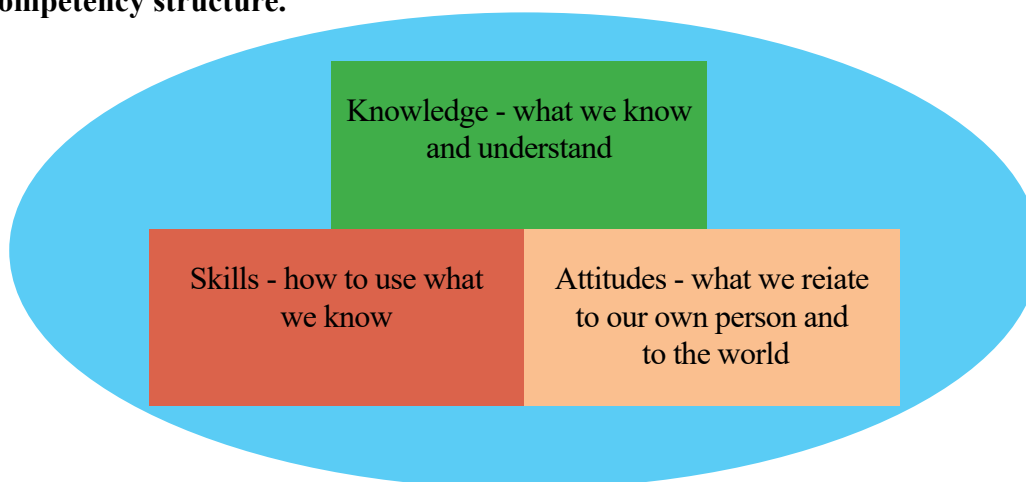 ompetency structure.
Knowledge - what we know
and understand
Skills - how to use what
we know
Attitudes - what we reiate
to our own person and
to the world